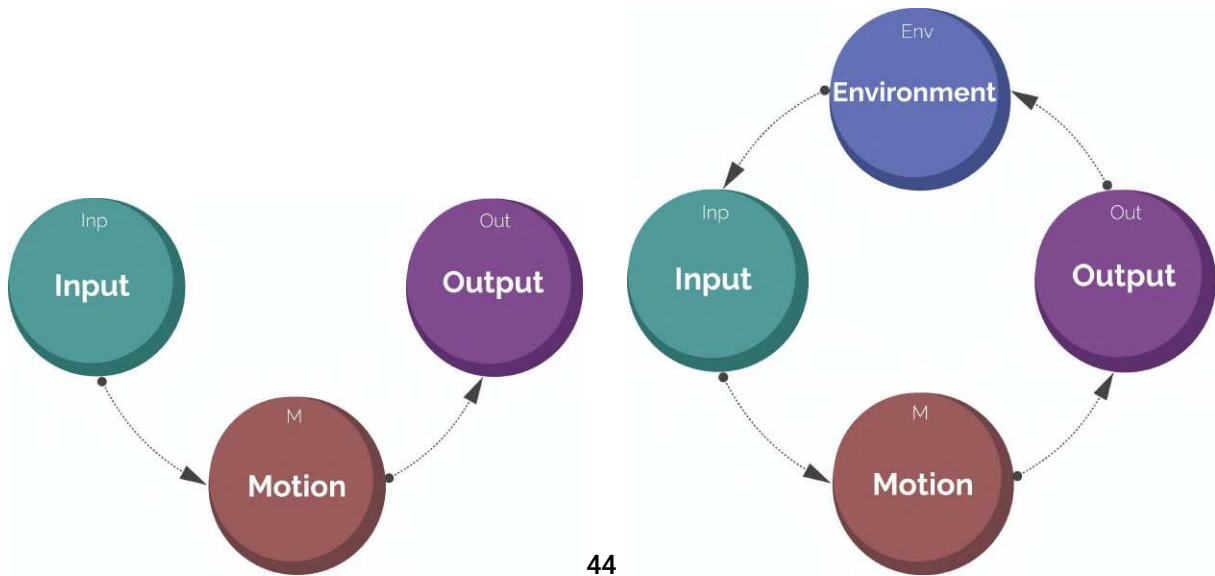 Env
Environment
Inp
Input
Out
Output
Inp
Input
Out
Output
M
Motion
M
Motion
44